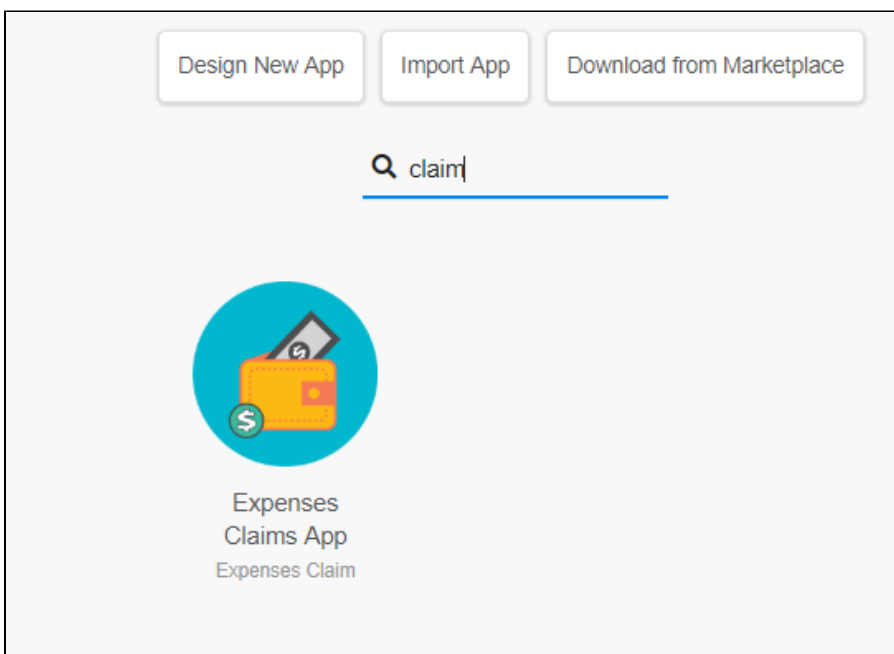 Design New App
Import App
Download from Marketplace
claim
$
$
Expenses
Claims App
Expenses Claim